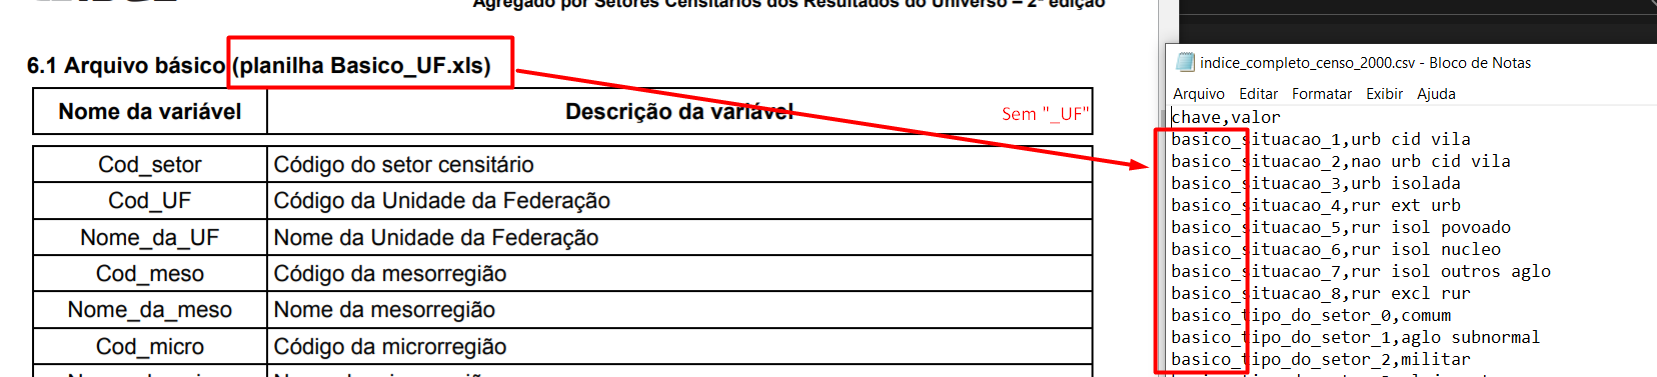 Agregado por Setores Censitários dos Resultados do Universo – 2ª edição
6.1 Arquivo básico (planilha Basico_UF.xls)
Nome da variável Descrição da variável
Sem "_UF"
Cod_setor Código do setor censitário
Cod_UF Código da Unidade da Federação
Nome_da_UF Nome da Unidade da Federação
Cod_meso Código da mesorregião
Nome_da_meso Nome da mesorregião
Cod_micro Código da microrregião
indice_completo_censo_2000.csv - Bloco de Notas
Arquivo Editar Formatar Exibir Ajuda
chave,valor
basico_situacao_1,urb cid vila
basico_situacao_2,nao urb cid vila
basico_situacao_3,urb isolada
basico_situacao_4,rur ext urb
basico_situacao_5,rur isol povoado
basico_situacao_6,rur isol nucleo
basico_situacao_7,rur isol outros aglo
basico_situacao_8,rur excl rur
basico_tipo_do_setor_0,comum
basico_tipo_do_setor_1,aglo subnormal
basico_tipo_do_setor_2,militar